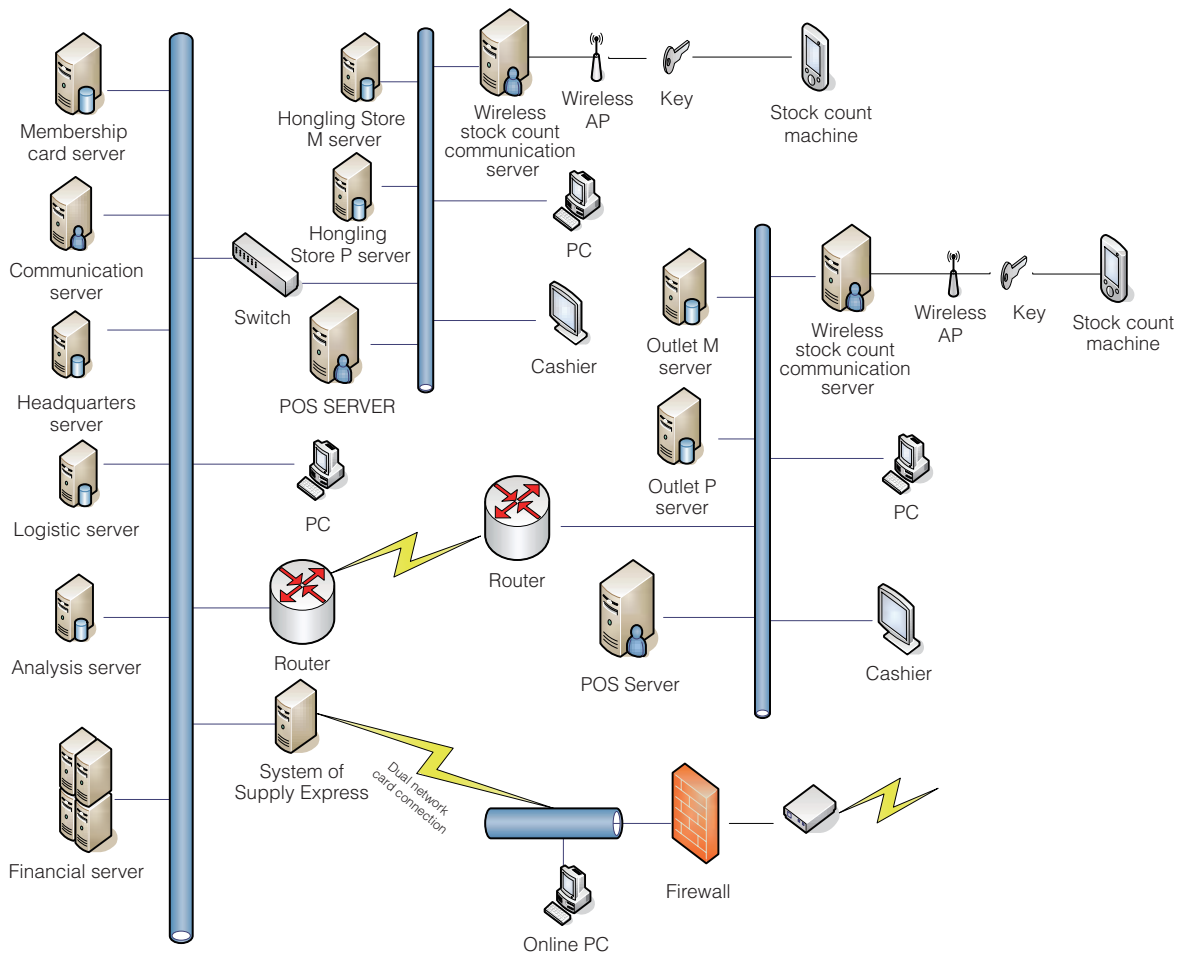 Membership
card server
Communication
server
Headquarters
server
Logistic server
Analysis server
Financial server
Hongling Store
M server
Hongling
Store P server
Switch
POS SERVER
Wireless
stock count
communication
server
Wireless
AP
Key
Stock count
machine
PC
Cashier
PC
Router
Router
System of
Supply Express
Dual network
card connection
Online PC
Firewall
Outlet M
server
Outlet P
server
POS Server
Wireless
stock count
communication
server
Wireless
AP
Key
Stock count
machine
PC
Cashier